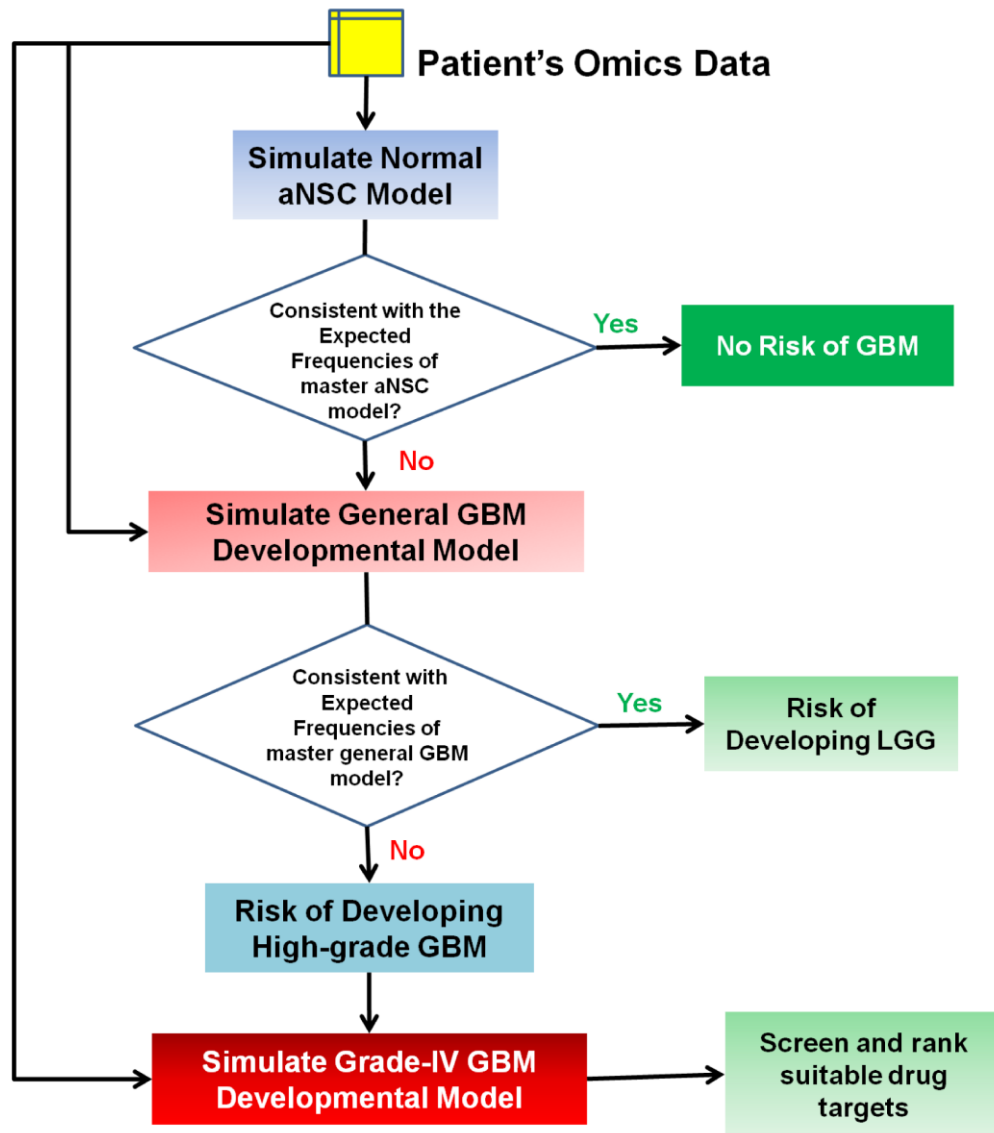 Patient's Omics Data
Simulate Normal
aNSC Model
Consistent with the
Expected
Frequencies of
master aNSC
model?
Yes
No Risk of GBM
No
Simulate General GBM
Developmental Model
Consistent with
Expected
Frequencies of
master general GBM
model?
Yes
Risk of
Developing LGG
No
Risk of Developing
High-grade GBM
Simulate Grade-IV GBM
Developmental Model
Screen and rank
suitable drug
targets